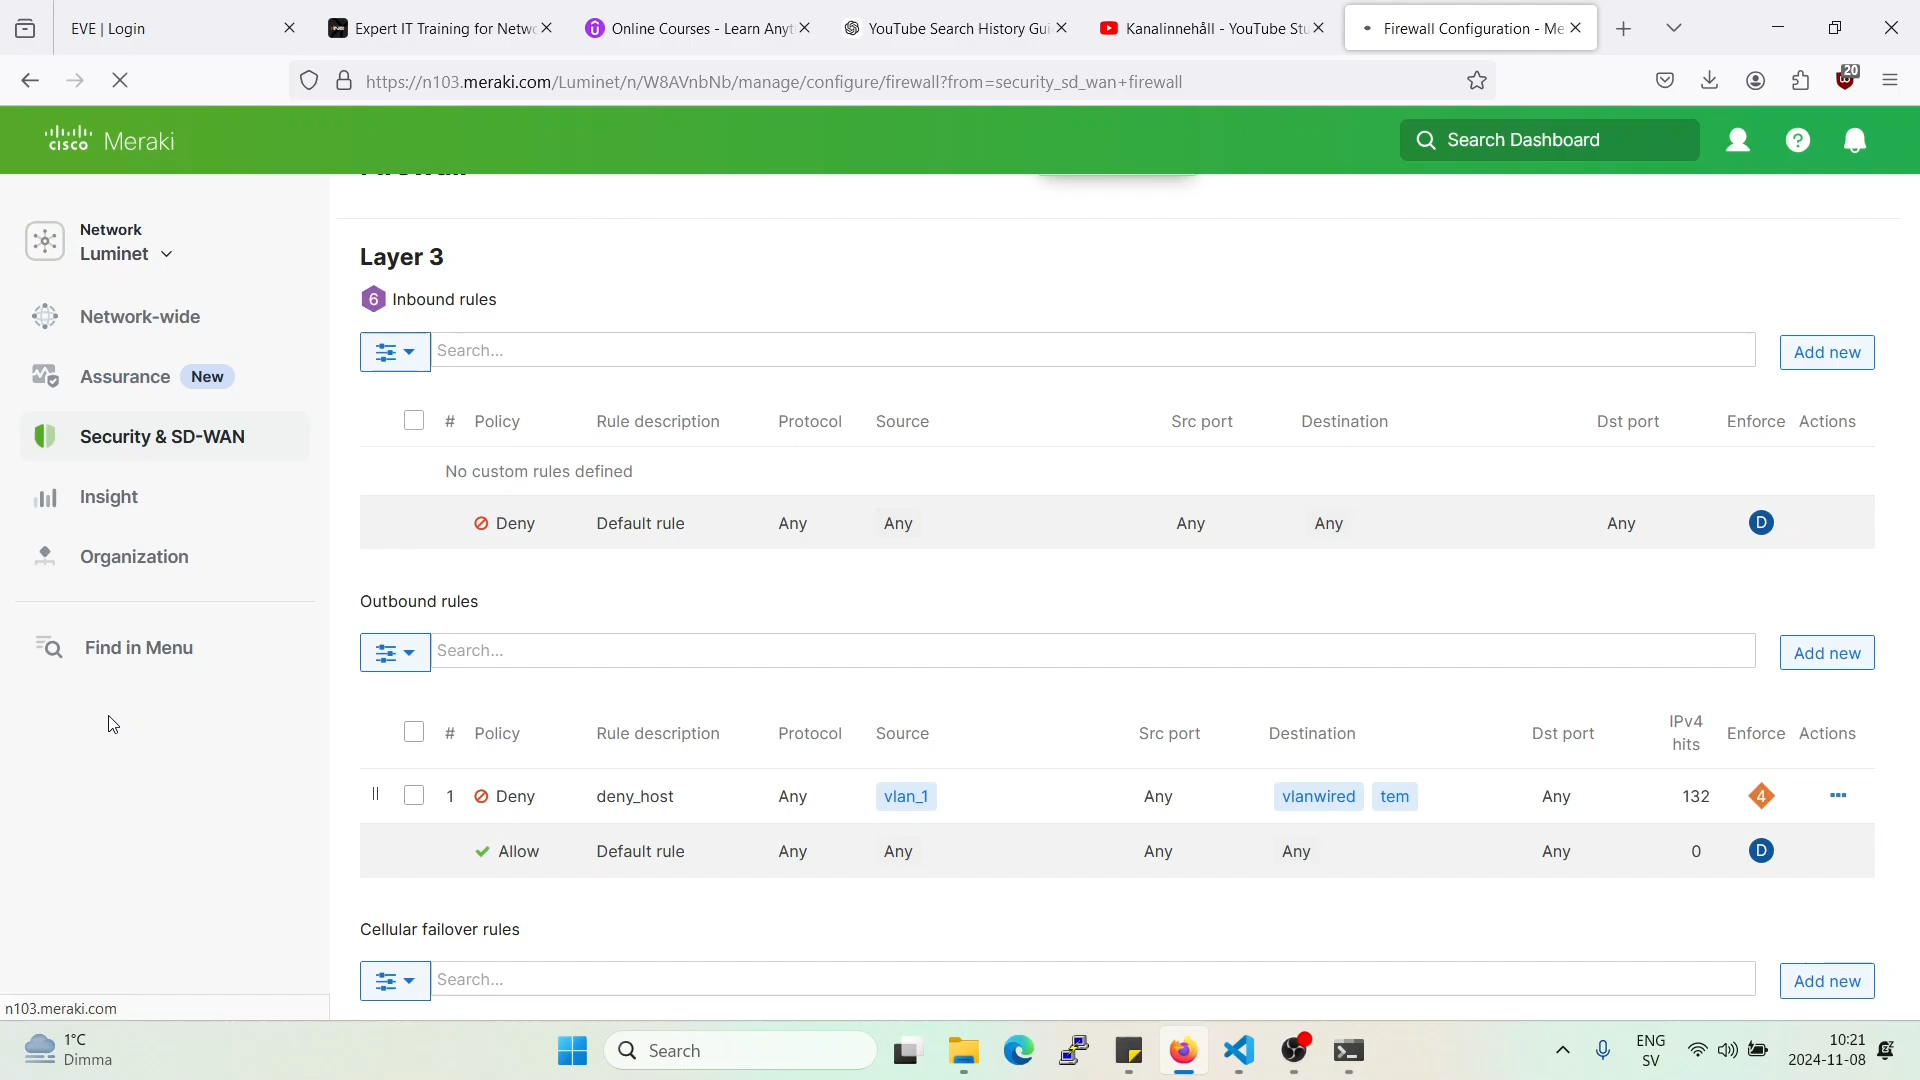 EVE | Login
Expert IT Training for Netwo
Online Courses - Learn Anyt
YouTube Search History Gui
Kanalinnehåll - YouTube Stu
Firewall Configuration - Me
https://n103.meraki.com/Luminet/n/W8AVnbNb/manage/configure/firewall?from=security_sd_wan+firewall
20
cisco Meraki
Search Dashboard
Network
Luminet
Network-wide
Assurance New
Security & SD-WAN
Insight
Organization
Find in Menu
n103.meraki.com
Layer 3
6 Inbound rules
Search...
Add new
# Policy Rule description Protocol Source Src port Destination Dst port Enforce Actions
No custom rules defined
Deny Default rule Any Any Any Any Any D
Outbound rules
Search...
Add new
# Policy Rule description Protocol Source Src port Destination Dst port IPv4 hits Enforce Actions
1 Deny deny_host Any vlan_1 Any vlanwired tem Any 132 4
Allow Default rule Any Any Any Any Any 0 D
Cellular failover rules
Search...
Add new
1°C
Dimma
Search
ENG
SV
10:21
2024-11-08